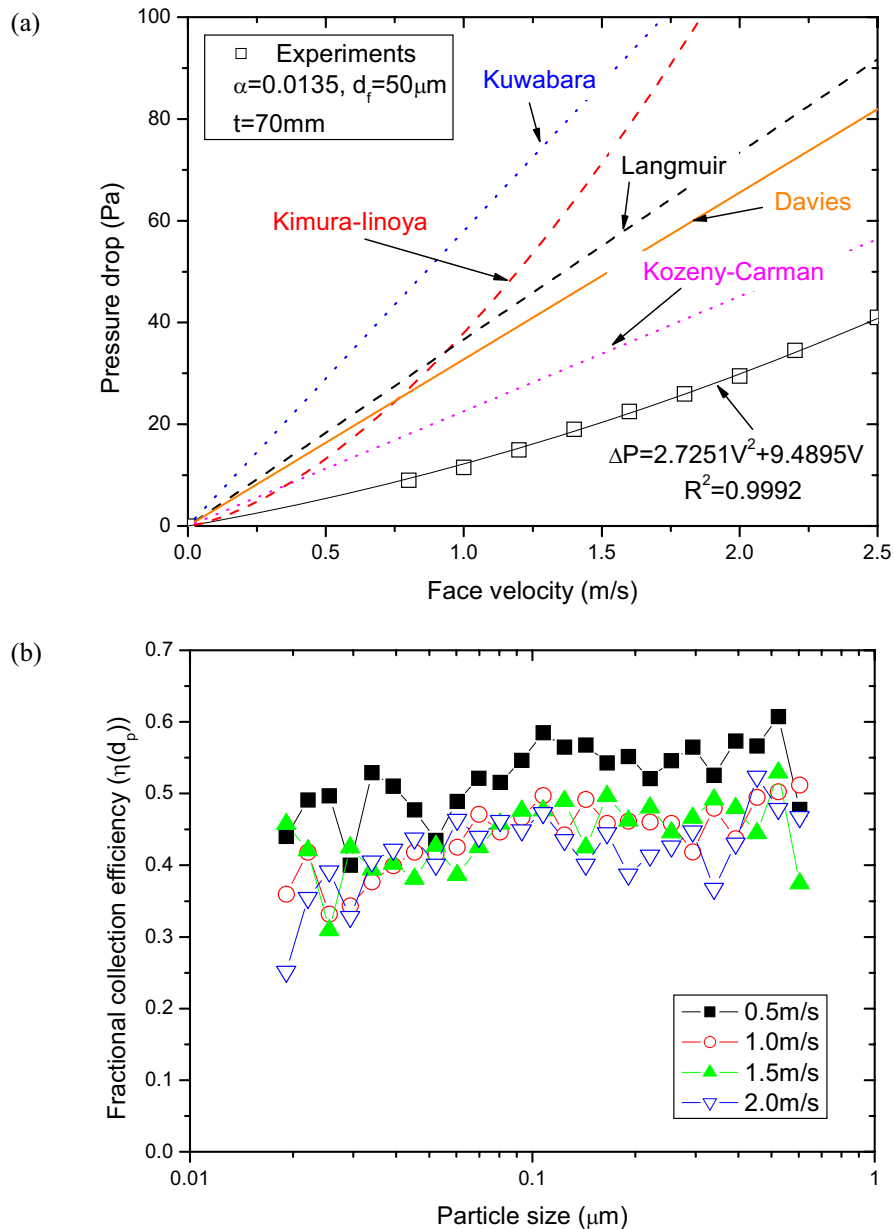 (a)
100
80
60
40
20
0
Pressure drop (Pa)
Experiments
α=0.0135, d_f=50μm
t=70mm
Kuwabara
Langmuir
Kimura-Iinoya
Davies
Kozeny-Carman
ΔP=2.7251V²+9.4895V
R²=0.9992
0.0 0.5 1.0 1.5 2.0 2.5
Face velocity (m/s)
(b)
0.7
0.6
0.5
0.4
0.3
0.2
0.1
0.0
Fractional collection efficiency (η(d_p))
0.5m/s
1.0m/s
1.5m/s
2.0m/s
0.01 0.1 1
Particle size (μm)